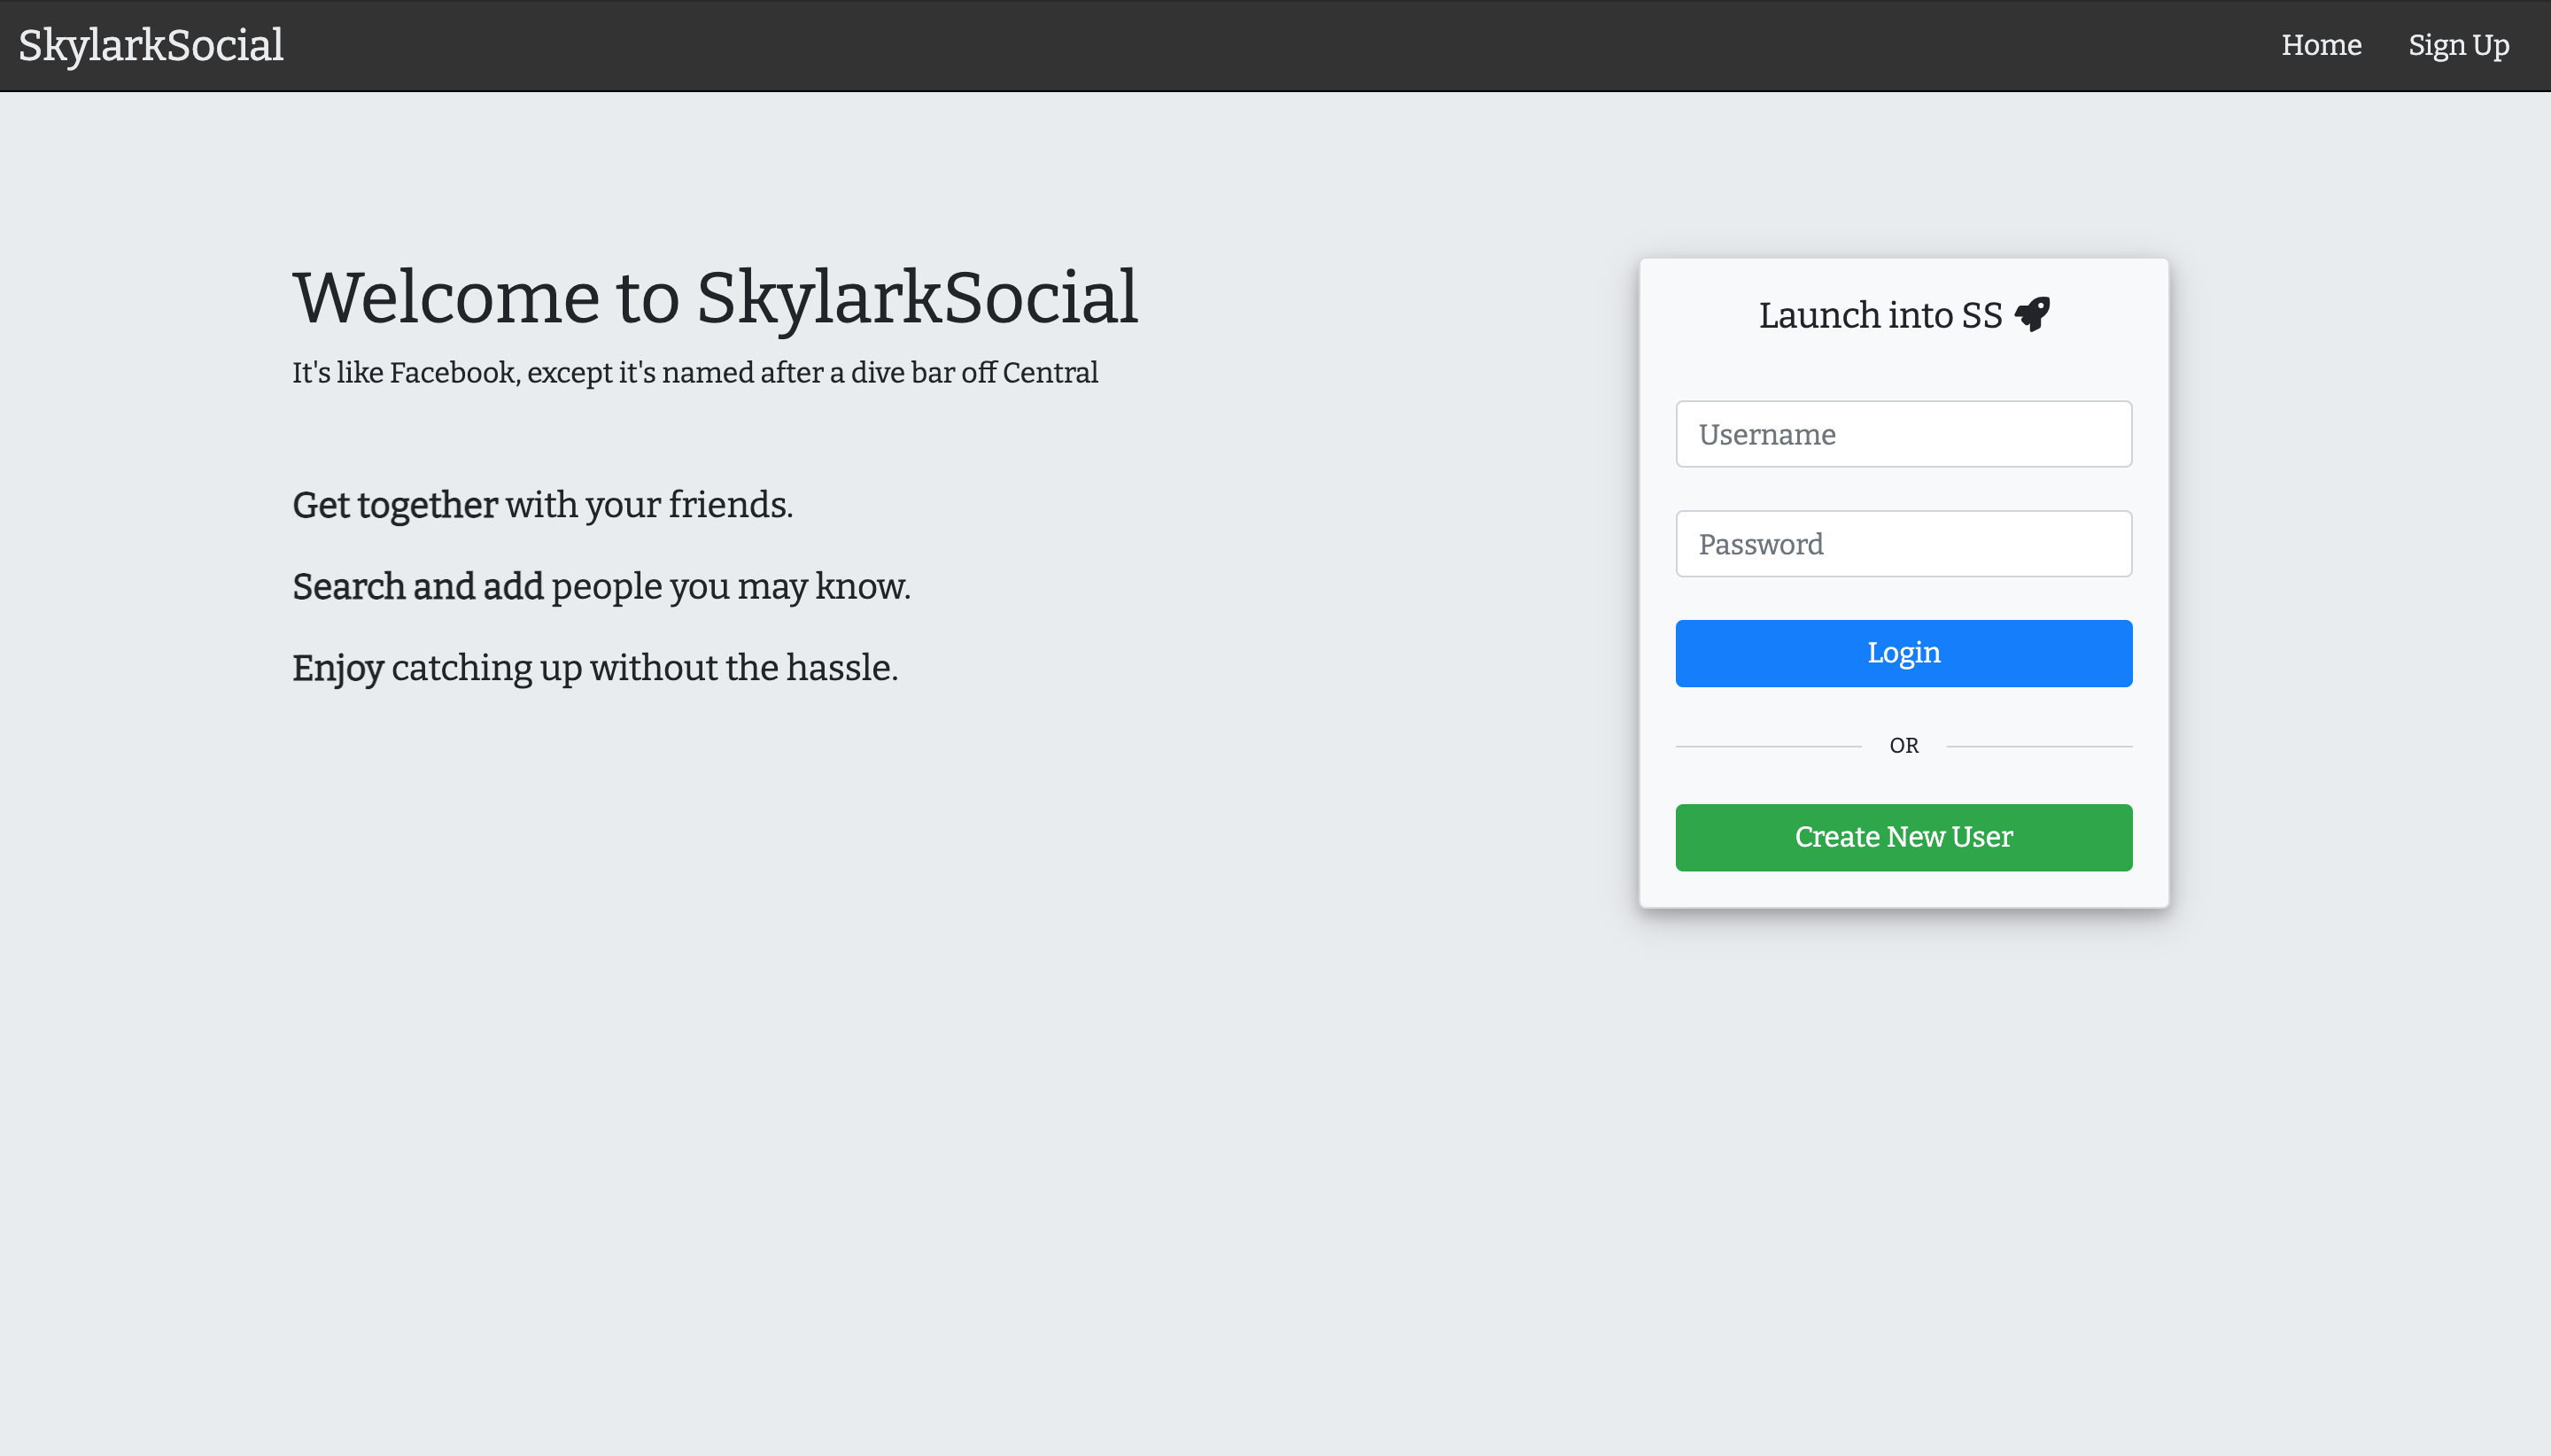 SkylarkSocial
Home
Sign Up
Welcome to SkylarkSocial
It's like Facebook, except it's named after a dive bar off Central
Get together with your friends.
Search and add people you may know.
Enjoy catching up without the hassle.
Launch into SS
Username
Password
Login
OR
Create New User